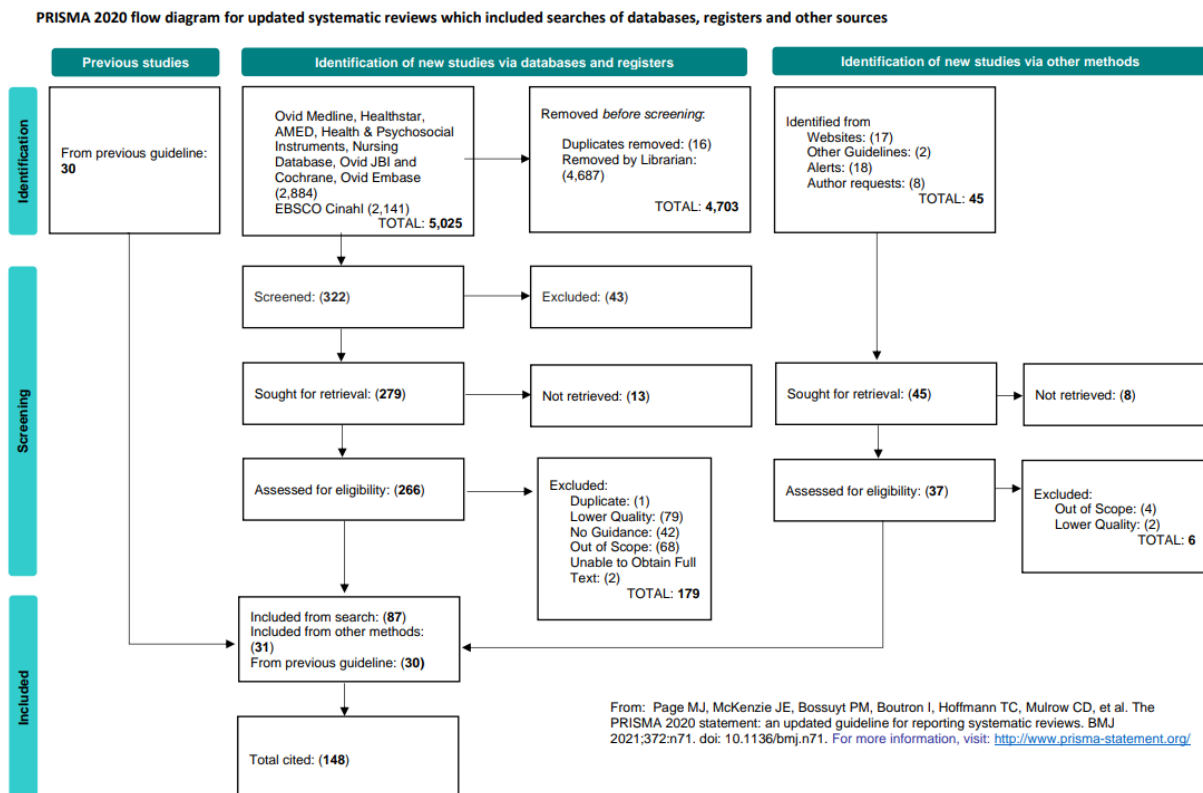 PRISMA 2020 flow diagram for updated systematic reviews which included searches of databases, registers and other sources
Previous studies
Identification of new studies via databases and registers
Identification of new studies via other methods
Identification
From previous guideline:
30
Ovid Medline, Healthstar,
AMED, Health & Psychosocial
Instruments, Nursing
Database, Ovid JBI and
Cochrane, Ovid Embase
(2,884)
EBSCO Cinahl (2,141)
TOTAL: 5,025
Removed before screening:
Duplicates removed: (16)
Removed by Librarian:
(4,687)
TOTAL: 4,703
Identified from
Websites: (17)
Other Guidelines: (2)
Alerts: (18)
Author requests: (8)
TOTAL: 45
Screening
Screened: (322)
Excluded: (43)
Sought for retrieval: (279)
Not retrieved: (13)
Sought for retrieval: (45)
Not retrieved: (8)
Assessed for eligibility: (266)
Excluded:
Duplicate: (1)
Lower Quality: (79)
No Guidance: (42)
Out of Scope: (68)
Unable to Obtain Full
Text: (2)
TOTAL: 179
Assessed for eligibility: (37)
Excluded:
Out of Scope: (4)
Lower Quality: (2)
TOTAL: 6
Included
Included from search: (87)
Included from other methods:
(31)
From previous guideline: (30)
Total cited: (148)
From: Page MJ, McKenzie JE, Bossuyt PM, Boutron I, Hoffmann TC, Mulrow CD, et al. The
PRISMA 2020 statement: an updated guideline for reporting systematic reviews. BMJ
2021;372:n71. doi: 10.1136/bmj.n71. For more information, visit: http://www.prisma-statement.org/